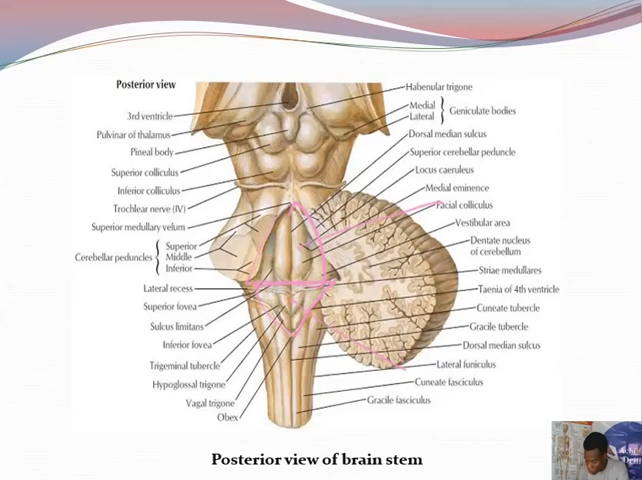 Posterior view
3rd ventricle
Pulvinar of thalamus
Pineal body
Superior colliculus
Inferior colliculus
Trochlear nerve (IV)
Superior medullary velum
Cerebellar peduncles
Superior
Middle
Inferior
Lateral recess
Superior fovea
Sulcus limitans
Inferior fovea
Trigeminal tubercle
Hypoglossal trigone
Vagal trigone
Obex
Habenular trigone
Medial
Lateral
Geniculate bodies
Dorsal median sulcus
Superior cerebellar peduncle
Locus caeruleus
Medial eminence
Facial colliculus
Vestibular area
Dentate nucleus
of cerebellum
Striae medullares
Taenia of 4th ventricle
Cuneate tubercle
Gracile tubercle
Dorsal median sulcus
Lateral funiculus
Cuneate fasciculus
Gracile fasciculus
Posterior view of brain stem